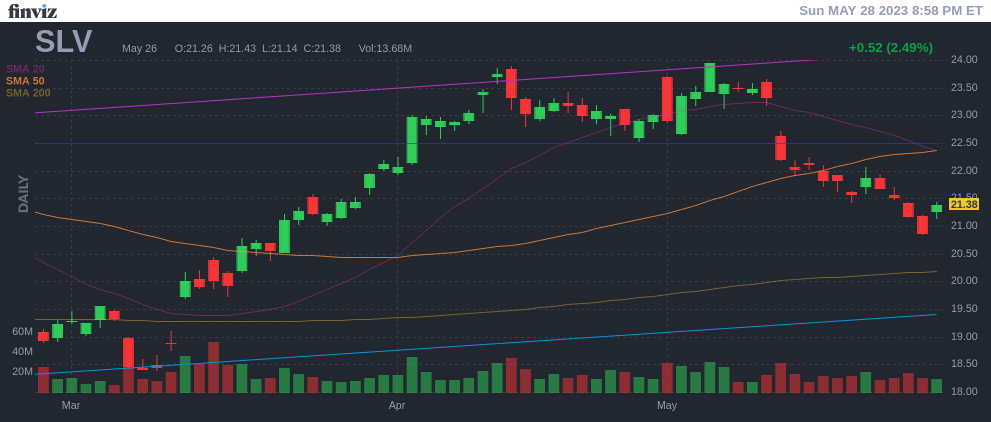 finviz
Sun MAY 28 2023 8:58 PM ET
SLV
May 26 O:21.26 H:21.43 L:21.14 C:21.38 Vol:13.68M
+0.52 (2.49%)
SMA 20
SMA 50
SMA 200
DAILY
24.00
23.50
23.00
22.50
22.00
21.50
21.38
21.00
20.50
20.00
19.50
19.00
18.50
18.00
60M
40M
20M
Mar
Apr
May